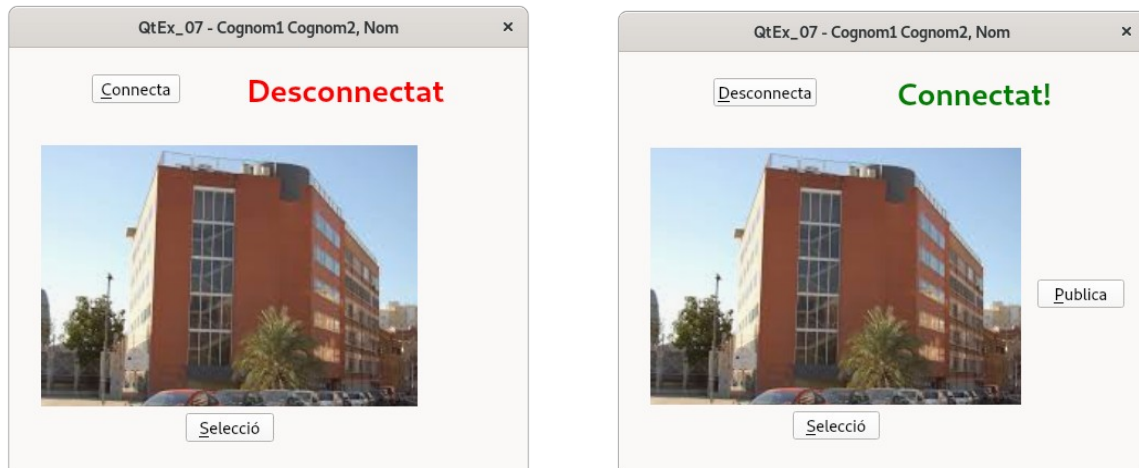 QtEx_07 - Cognom1 Cognom2, Nom
×
Connecta
Desconnectat
Selecció
QtEx_07 - Cognom1 Cognom2, Nom
×
Desconnecta
Connectat!
Publica
Selecció